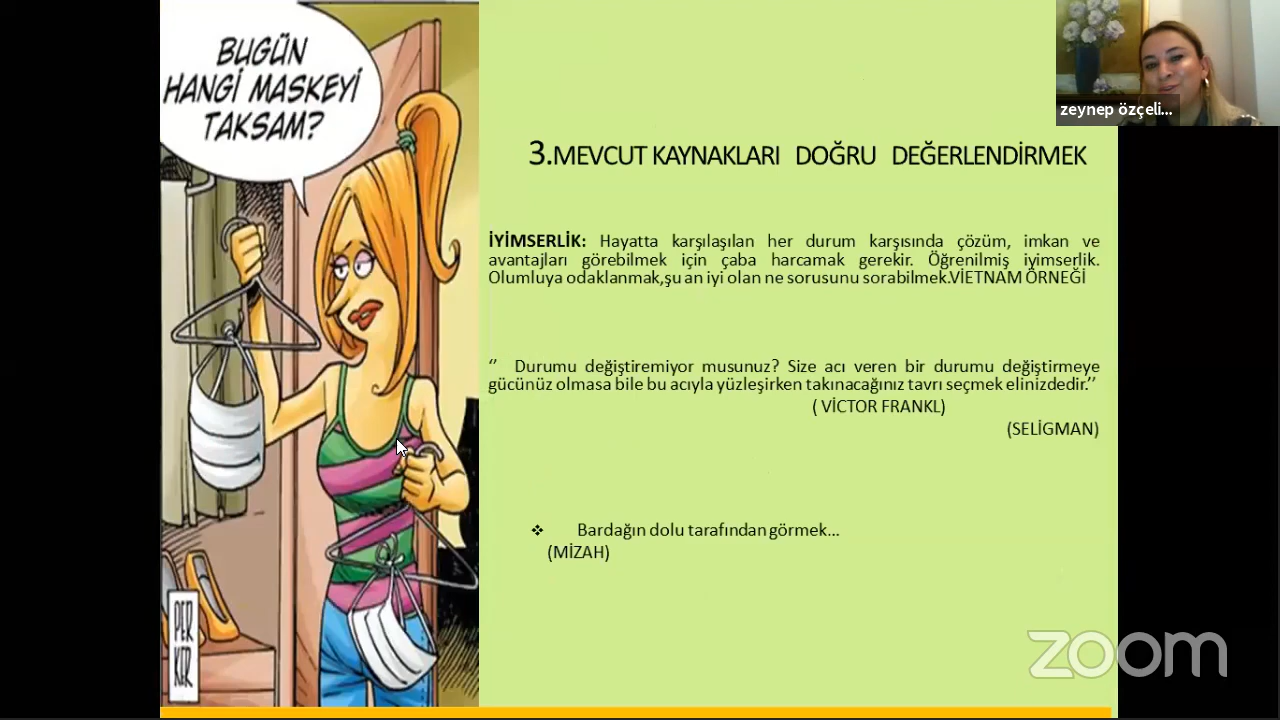 BUGÜN
HANGİ MASKEYİ
TAKSAM?
PER
KER
zeynep özçeli...
3.MEVCUT KAYNAKLARI DOĞRU DEĞERLENDİRMEK
İYİMSERLİK: Hayatta karşılaşılan her durum karşısında çözüm, imkan ve
avantajları görebilmek için çaba harcamak gerekir. Öğrenilmiş iyimserlik.
Olumluya odaklanmak,şu an iyi olan ne sorusunu sorabilmek.VİETNAM ÖRNEĞİ
‘’ Durumu değiştiremiyor musunuz? Size acı veren bir durumu değiştirmeye
gücünüz olmasa bile bu acıyla yüzleşirken takınacağınız tavrı seçmek elinizdedir.’’
( VİCTOR FRANKL)
(SELİGMAN)
❖ Bardağın dolu tarafından görmek…
(MİZAH)
zoom